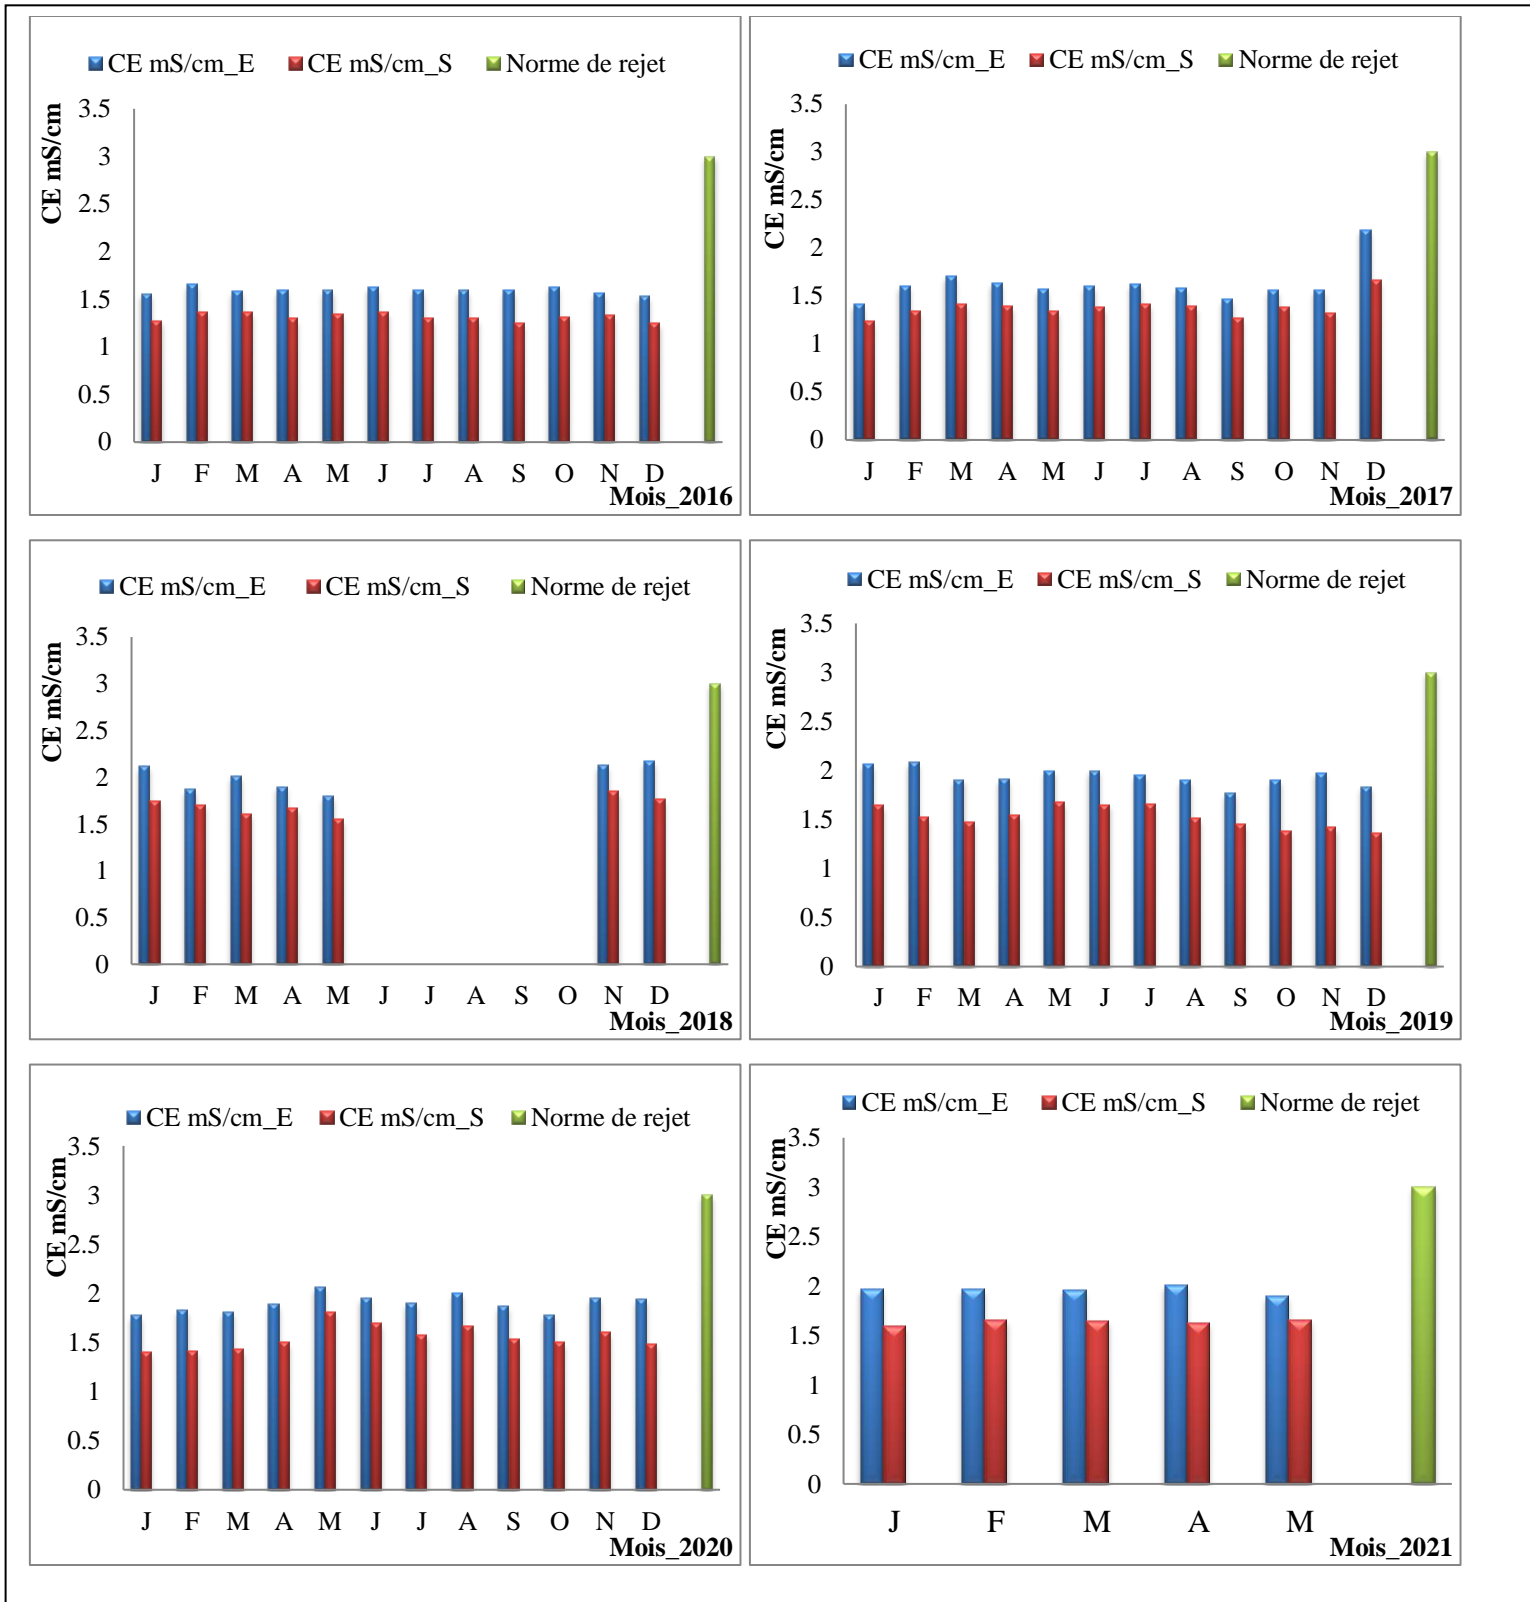 CE mS/cm_E CE mS/cm_S Norme de rejet
CE mS/cm
3.5
3
2.5
2
1.5
1
0.5
0
J F M A M J J A S O N D
Mois_2016
CE mS/cm_E CE mS/cm_S Norme de rejet
CE mS/cm
3.5
3
2.5
2
1.5
1
0.5
0
J F M A M J J A S O N D
Mois_2017
CE mS/cm_E CE mS/cm_S Norme de rejet
CE mS/cm
3.5
3
2.5
2
1.5
1
0.5
0
J F M A M J J A S O N D
Mois_2018
CE mS/cm_E CE mS/cm_S Norme de rejet
CE mS/cm
3.5
3
2.5
2
1.5
1
0.5
0
J F M A M J J A S O N D
Mois_2019
CE mS/cm_E CE mS/cm_S Norme de rejet
CE mS/cm
3.5
3
2.5
2
1.5
1
0.5
0
J F M A M J J A S O N D
Mois_2020
CE mS/cm_E CE mS/cm_S Norme de rejet
CE mS/cm
3.5
3
2.5
2
1.5
1
0.5
0
J F M A M
Mois_2021